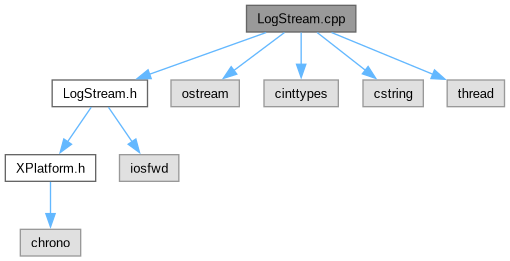 LogStream.cpp
LogStream.h
ostream
cinttypes
cstring
thread
XPlatform.h
iosfwd
chrono